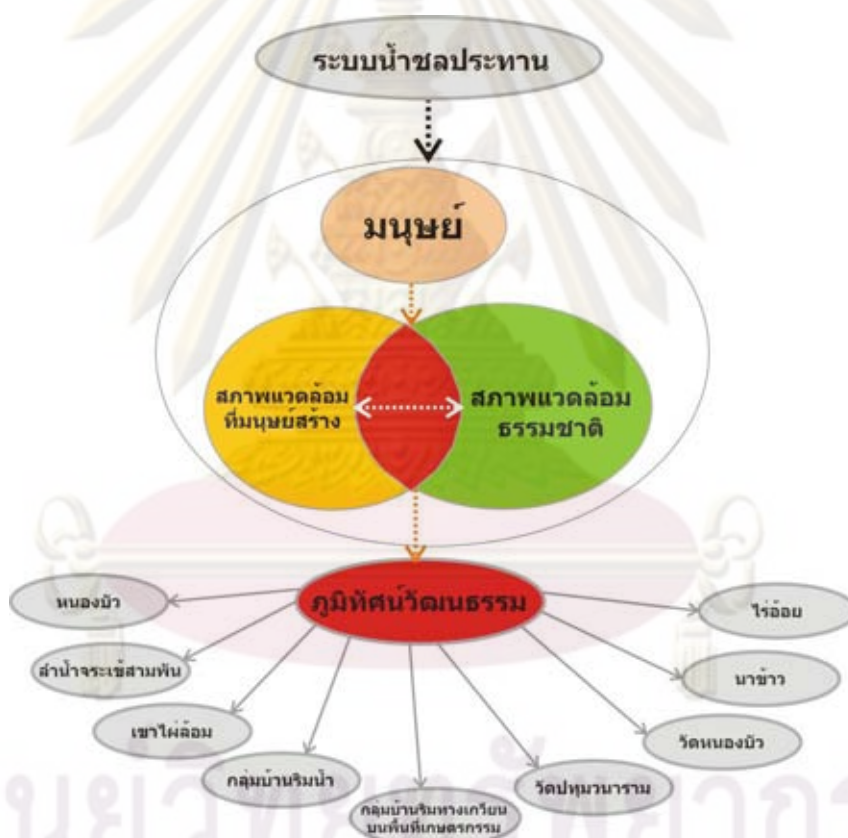 ระบบน้ำชลประทาน
มนุษย์
สภาพแวดล้อม
ที่มนุษย์สร้าง
สภาพแวดล้อม
ธรรมชาติ
ภูมิทัศน์วัฒนธรรม
หนองบัว
ลำน้ำจระเข้สามพัน
เขาไผ่ล้อม
กลุ่มบ้านริมน้ำ
กลุ่มบ้านริมทางเกวียน
บนพื้นที่เกษตรกรรม
วัดปทุมวนาราม
วัดหนองบัว
นาข้าว
ไร่อ้อย